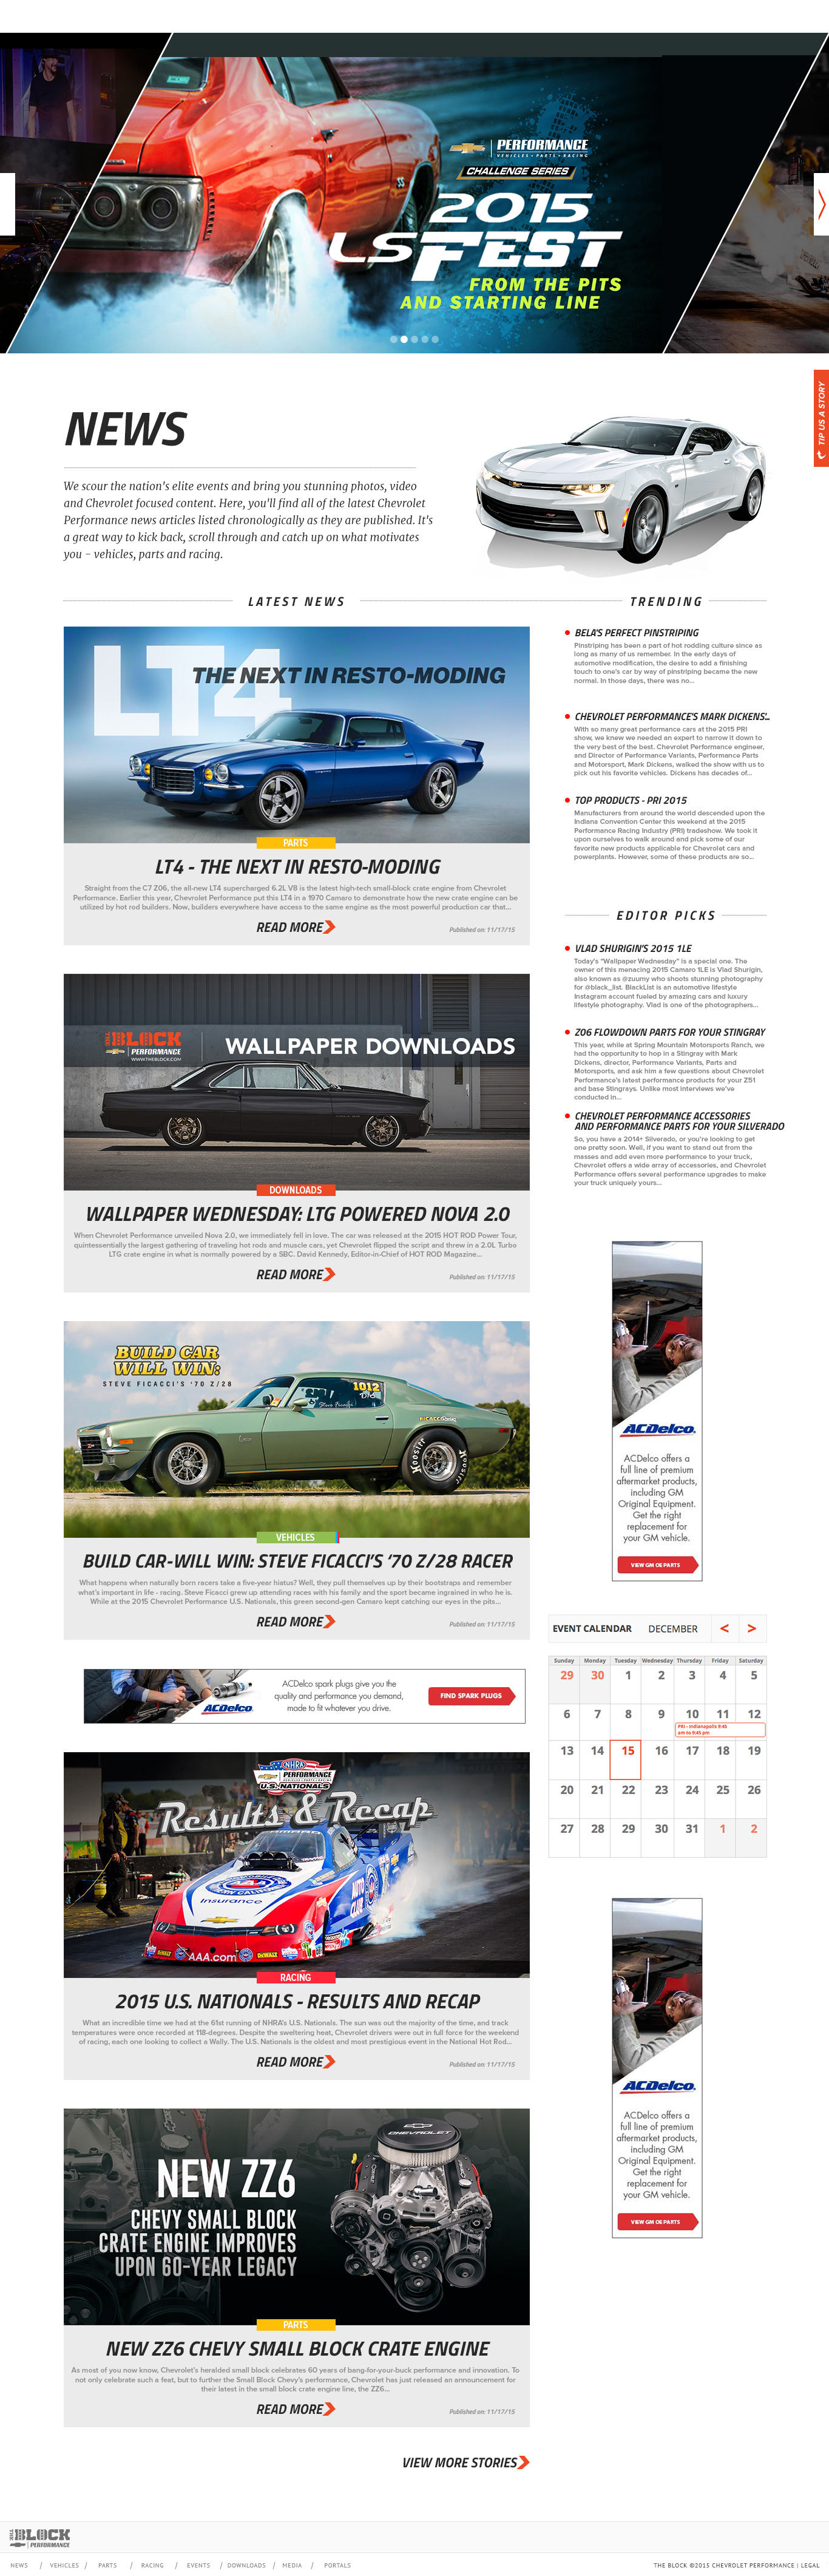 PERFORMANCE
VEHICLES • PARTS • RACING
CHALLENGE SERIES
2015
LSFEST
FROM THE PITS
AND STARTING LINE
TIP US A STORY
NEWS
We scour the nation's elite events and bring you stunning photos, video
and Chevrolet focused content. Here, you'll find all of the latest Chevrolet
Performance news articles listed chronologically as they are published. It's
a great way to kick back, scroll through and catch up on what motivates
you - vehicles, parts and racing.
LATEST NEWS
LT4
THE NEXT IN RESTO-MODING
PARTS
LT4 - THE NEXT IN RESTO-MODING
Straight from the C7 Z06, the all-new LT4 supercharged 6.2L V8 is the latest high-tech small-block crate engine from Chevrolet
Performance. Earlier this year, Chevrolet Performance put this LT4 in a 1970 Camaro to demonstrate how the new crate engine can be
utilized by hot rod builders. Now, builders everywhere have access to the same engine as the most powerful production car that...
READ MORE
Published on: 11/17/15
THE BLOCK
PERFORMANCE
WWW.THEBLOCK.COM
WALLPAPER DOWNLOADS
DOWNLOADS
WALLPAPER WEDNESDAY: LTG POWERED NOVA 2.0
When Chevrolet Performance unveiled Nova 2.0, we immediately fell in love. The car was released at the 2015 HOT ROD Power Tour,
quintessentially the largest gathering of traveling hot rods and muscle cars, yet Chevrolet flipped the script and threw in a 2.0L Turbo
LTG crate engine in what is normally powered by a SBC. David Kennedy, Editor-in-Chief of HOT ROD Magazine...
READ MORE
Published on: 11/17/15
BUILD CAR
WILL WIN:
STEVE FICACCI'S '70 Z/28
1012
HOOSIER
HOOSIER
VEHICLES
BUILD CAR-WILL WIN: STEVE FICACCI'S '70 Z/28 RACER
What happens when naturally born racers take a five-year hiatus? Well, they pull themselves up by their bootstraps and remember
what's important in life - racing. Steve Ficacci grew up attending races with his family and the sport became ingrained in who he is.
While at the 2015 Chevrolet Performance U.S. Nationals, this green second-gen Camaro kept catching our eyes in the pits...
READ MORE
Published on: 11/17/15
ACDelco
ACDelco spark plugs give you the
quality and performance you demand,
made to fit whatever you drive.
FIND SPARK PLUGS
NHRA
PERFORMANCE
U.S. NATIONALS
Results & Recap
Insurance
AAA.com
DEWALT
RACING
2015 U.S. NATIONALS - RESULTS AND RECAP
What an incredible time we had at the 61st running of NHRA's U.S. Nationals. The sun was out the majority of the time, and track
temperatures were once recorded at 118-degrees. Despite the sweltering heat, Chevrolet drivers were out in full force for the weekend
of racing, each one looking to collect a Wally. The U.S. Nationals is the oldest and most prestigious event in the National Hot Rod...
READ MORE
Published on: 11/17/15
CHEVROLET
NEW ZZ6
CHEVY SMALL BLOCK
CRATE ENGINE IMPROVES
UPON 60-YEAR LEGACY
PARTS
NEW ZZ6 CHEVY SMALL BLOCK CRATE ENGINE
As most of you now know, Chevrolet's heralded small block celebrates 60 years of bang-for-your-buck performance and innovation. To
not only celebrate such a feat, but to further the Small Block Chevy's performance, Chevrolet has just released an announcement for
their latest in the small block crate engine line, the ZZ6...
READ MORE
Published on: 11/17/15
VIEW MORE STORIES
TRENDING
BELA'S PERFECT PINSTRIPING
Pinstriping has been a part of hot rodding culture since as
long as many of us remember. In the early days of
automotive modification, the desire to add a finishing
touch to one's car by way of pinstriping became the new
normal. In those days, there was no...
CHEVROLET PERFORMANCE'S MARK DICKENS'...
With so many great performance cars at the 2015 PRI
show, we knew we needed an expert to narrow it down to
the very best of the best. Chevrolet Performance engineer,
and Director of Performance Variants, Performance Parts
and Motorsport, Mark Dickens, walked the show with us to
pick out his favorite vehicles. Dickens has decades of...
TOP PRODUCTS - PRI 2015
Manufacturers from around the world descended upon the
Indiana Convention Center this weekend at the 2015
Performance Racing Industry (PRI) tradeshow. We took it
upon ourselves to walk around and pick some of our
favorite new products applicable for Chevrolet cars and
powerplants. However, some of these products are so...
EDITOR PICKS
VLAD SHURIGIN'S 2015 1LE
Today's "Wallpaper Wednesday" is a special one. The
owner of this menacing 2015 Camaro 1LE is Vlad Shurigin,
also known as @zuumy who shoots stunning photography
for @black_list. BlackList is an automotive lifestyle
Instagram account fueled by amazing cars and luxury
lifestyle photography. Vlad is one of the photographers...
Z06 FLOWDOWN PARTS FOR YOUR STINGRAY
This year, while at Spring Mountain Motorsports Ranch, we
had the opportunity to hop in a Stingray with Mark
Dickens, director, Performance Variants, Parts and
Motorsports, and ask him a few questions about Chevrolet
Performance's latest performance products for your Z51
and base Stingrays. Unlike most interviews we've
conducted in...
CHEVROLET PERFORMANCE ACCESSORIES
AND PERFORMANCE PARTS FOR YOUR SILVERADO
So, you have a 2014+ Silverado, or you're looking to get
one pretty soon. Well, if you want to stand out from the
masses and add even more performance to your truck,
Chevrolet offers a wide array of accessories, and Chevrolet
Performance offers several performance upgrades to make
your truck uniquely yours...
ACDelco
ACDelco offers a
full line of premium
aftermarket products,
including GM
Original Equipment.
Get the right
replacement for
your GM vehicle.
VIEW GM OE PARTS
EVENT CALENDAR DECEMBER < >
Sunday Monday Tuesday Wednesday Thursday Friday Saturday
29 30 1 2 3 4 5
6 7 8 9 10 11 12
PRI - Indianapolis 9:45
am to 9:45 pm
13 14 15 16 17 18 19
20 21 22 23 24 25 26
27 28 29 30 31 1 2
ACDelco
ACDelco offers a
full line of premium
aftermarket products,
including GM
Original Equipment.
Get the right
replacement for
your GM vehicle.
VIEW GM OE PARTS
THE BLOCK
PERFORMANCE
NEWS / VEHICLES / PARTS / RACING / EVENTS / DOWNLOADS / MEDIA / PORTALS
THE BLOCK ©2015 CHEVROLET PERFORMANCE | LEGAL